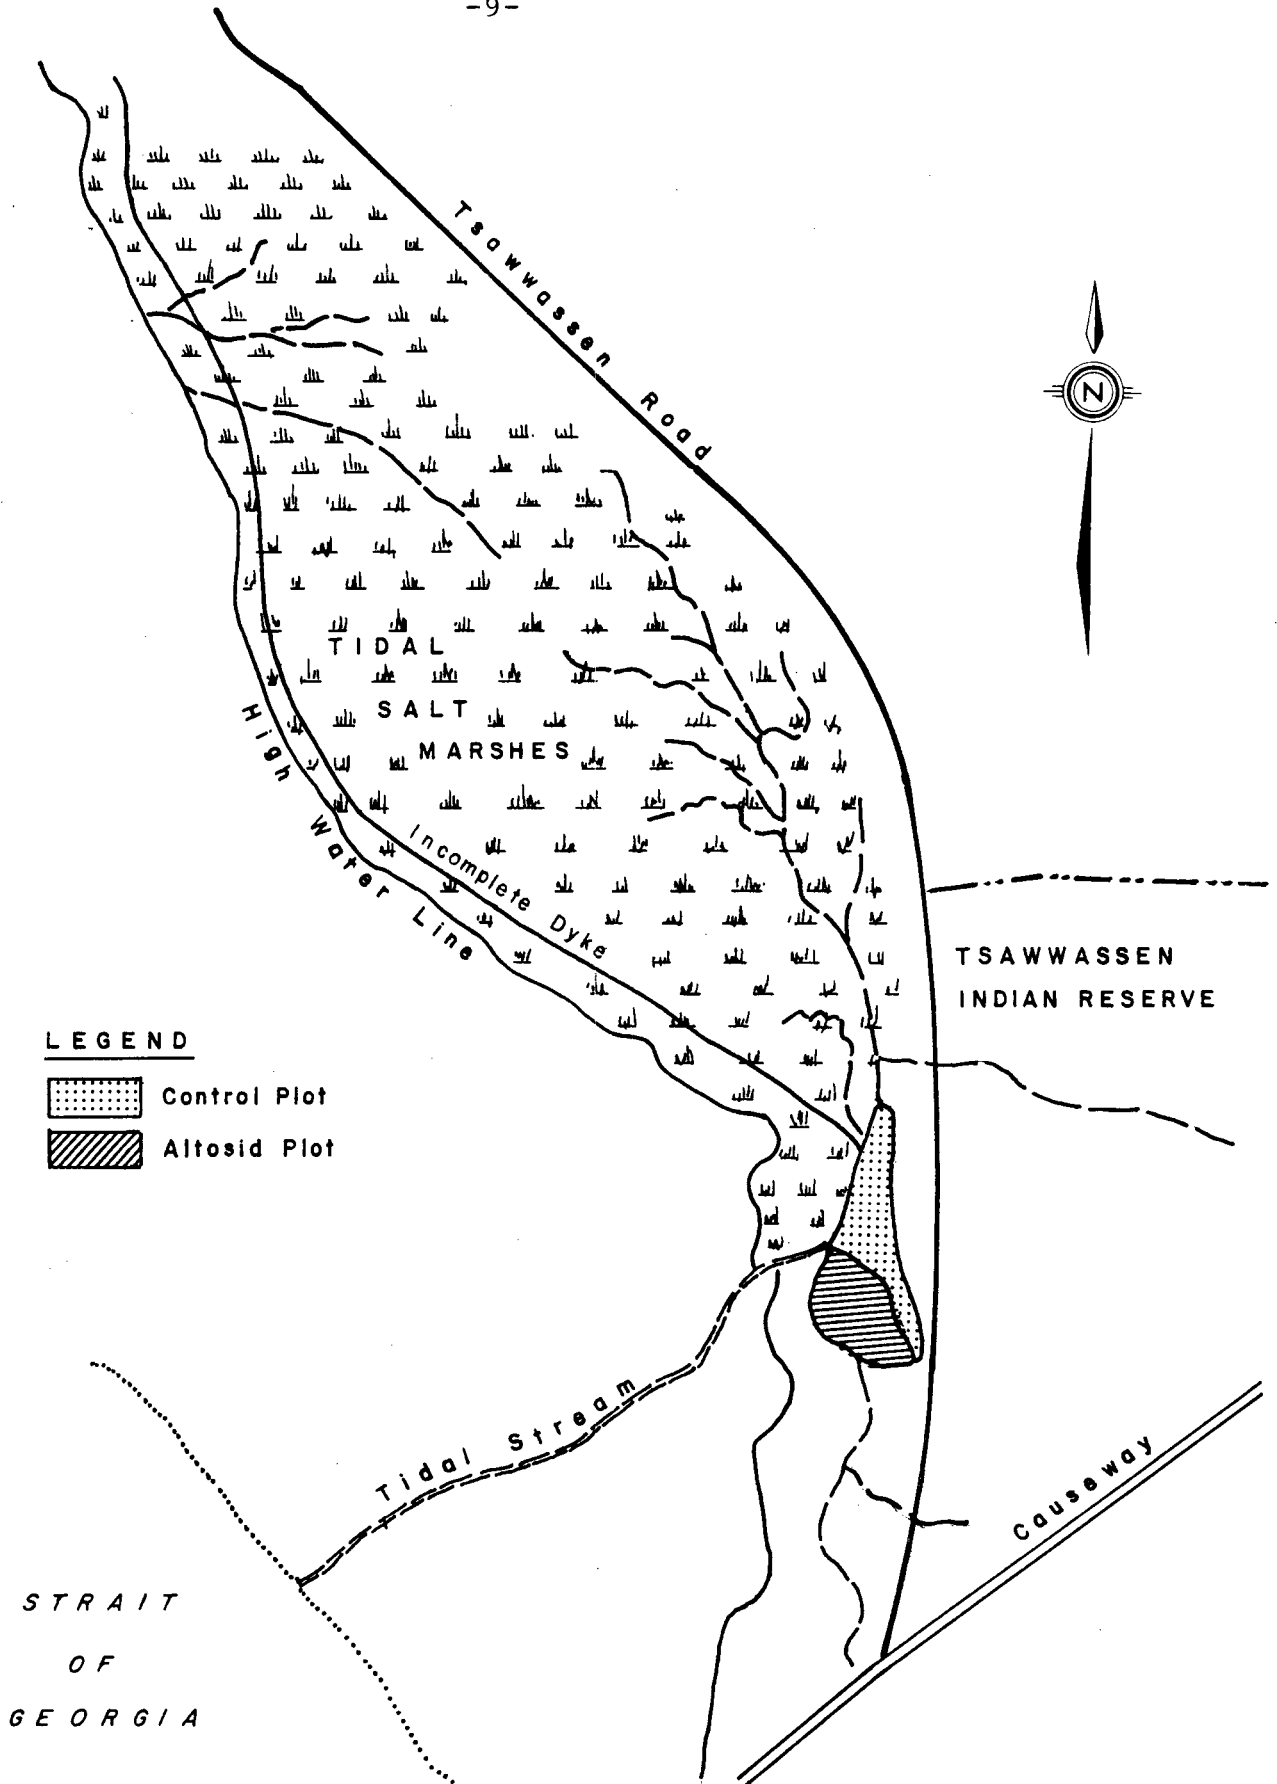 -9-
Tsawwassen Road
N
TIDAL
SALT
MARSHES
High Water Line
Incomplete Dyke
TSAWWASSEN
INDIAN RESERVE
LEGEND
Control Plot
Altosid Plot
Tidal Stream
Causeway
STRAIT
OF
GEORGIA